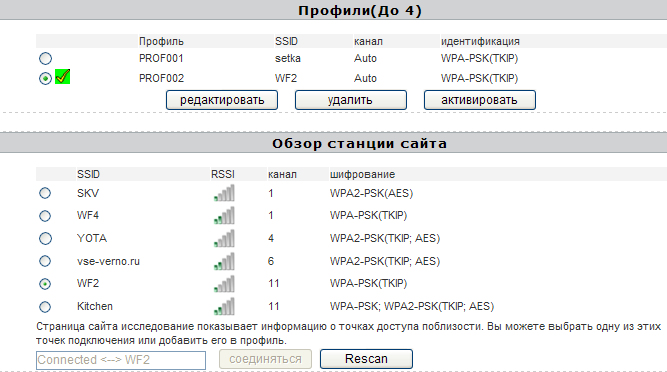 Профили(До 4)
Профиль SSID канал идентификация
PROF001 setka Auto WPA-PSK(TKIP)
PROF002 WF2 Auto WPA-PSK(TKIP)
редактировать удалить активировать
Обзор станции сайта
SSID RSSI канал шифрование
SKV 1 WPA2-PSK(AES)
WF4 1 WPA-PSK(TKIP)
YOTA 4 WPA2-PSK(TKIP; AES)
vse-verno.ru 6 WPA2-PSK(TKIP; AES)
WF2 11 WPA-PSK(TKIP)
Kitchen 11 WPA-PSK; WPA2-PSK(TKIP; AES)
Страница сайта исследование показывает информацию о точках доступа поблизости. Вы можете выбрать одну из этих
точек подключения или добавить его в профиль.
Connected <--> WF2 соединяться Rescan